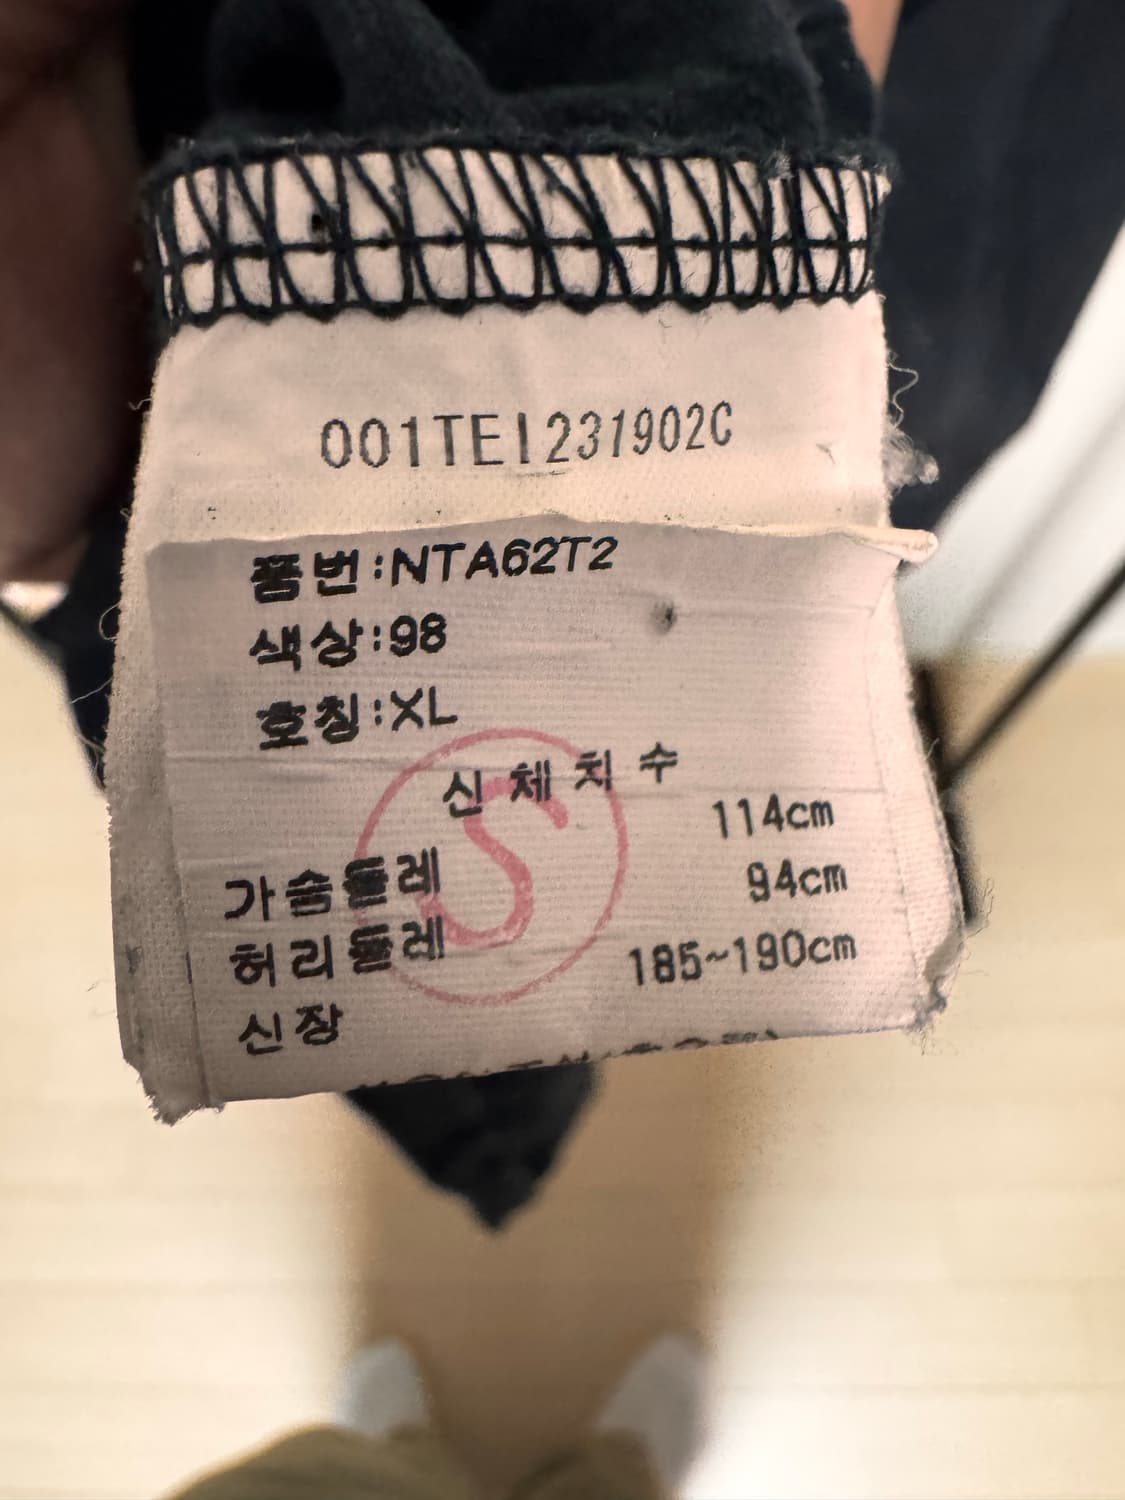 001TEI231902C
품번:NTA62T2
색상:98
호칭:XL
신체치수
가슴둘레 114cm
허리둘레 94cm
신장 185~190cm
S